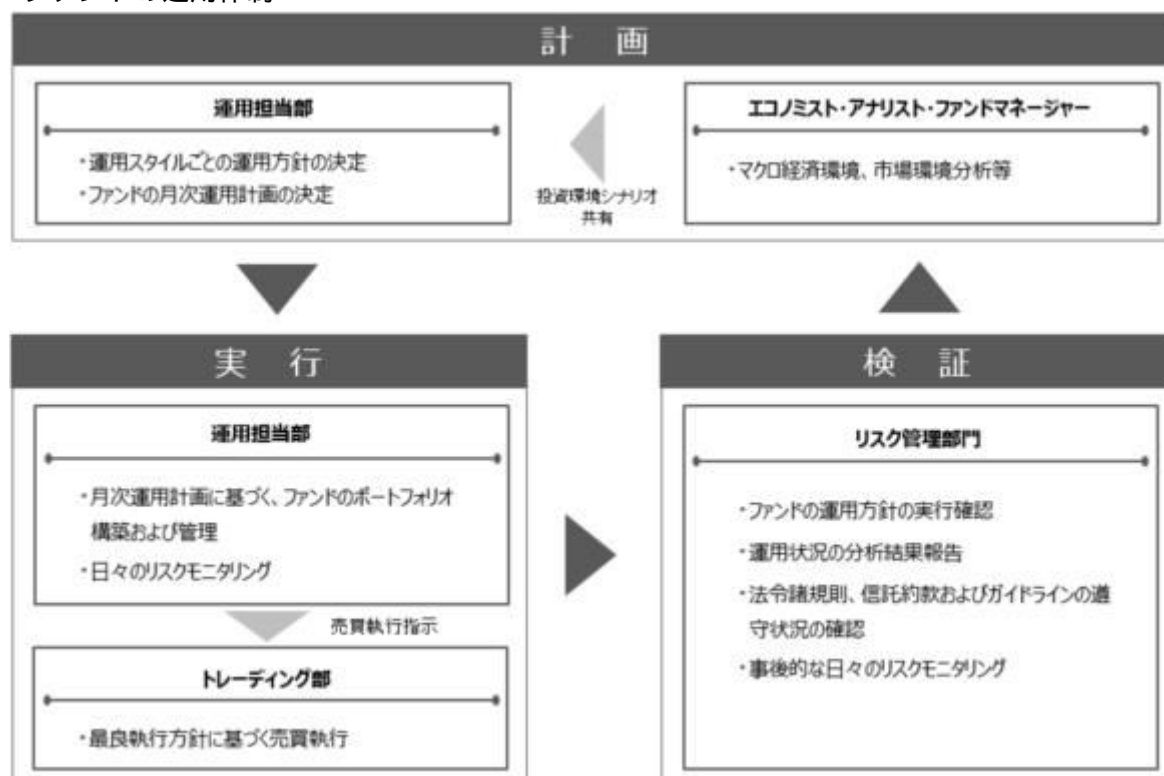 計　画
運用担当部
・運用スタイルごとの運用方針の決定
・ファンドの月次運用計画の決定
投資環境シナリオ
共有
エコノミスト・アナリスト・ファンドマネージャー
・マクロ経済環境、市場環境分析等
実　行
運用担当部
・月次運用計画に基づく、ファンドのポートフォリオ
構築および管理
・日々のリスクモニタリング
売買執行指示
トレーディング部
・最良執行方針に基づく売買執行
検　証
リスク管理部門
・ファンドの運用方針の実行確認
・運用状況の分析結果報告
・法令諸規則、信託約款およびガイドラインの遵
守状況の確認
・事後的な日々のリスクモニタリング